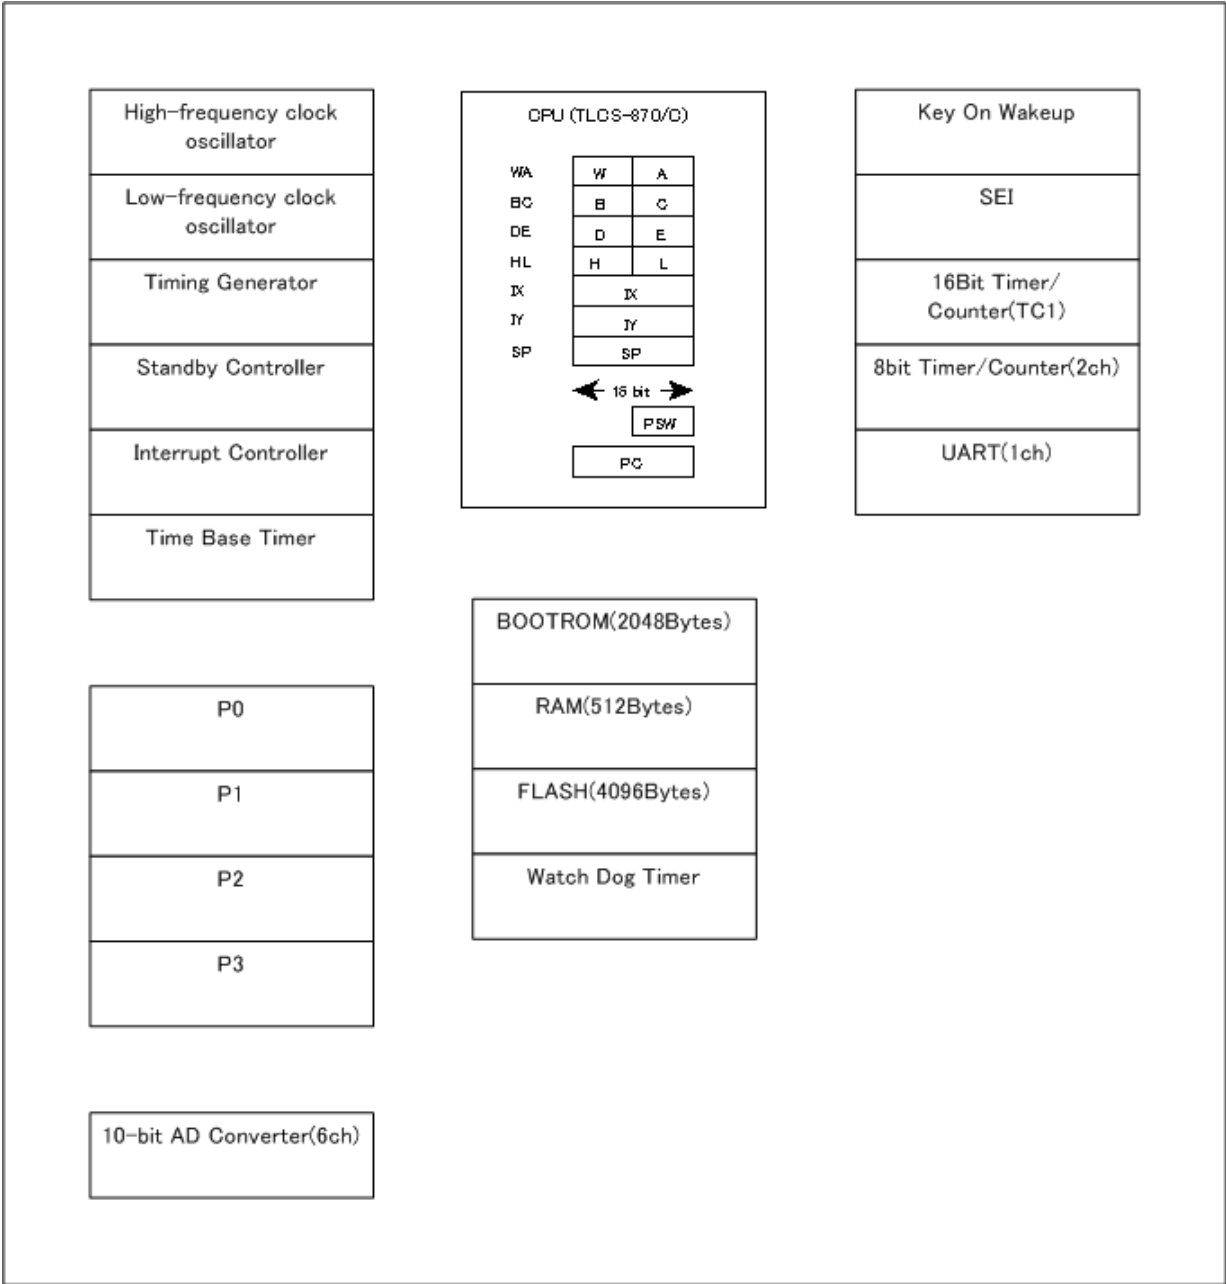 High-frequency clock
oscillator
Low-frequency clock
oscillator
Timing Generator
Standby Controller
Interrupt Controller
Time Base Timer
P0
P1
P2
P3
10-bit AD Converter(6ch)
CPU (TLCS-870/C)
WA W A
BC B C
DE D E
HL H L
IX IX
IY IY
SP SP
16 bit
PSW
PC
BOOTROM(2048Bytes)
RAM(512Bytes)
FLASH(4096Bytes)
Watch Dog Timer
Key On Wakeup
SEI
16Bit Timer/
Counter(TC1)
8bit Timer/Counter(2ch)
UART(1ch)